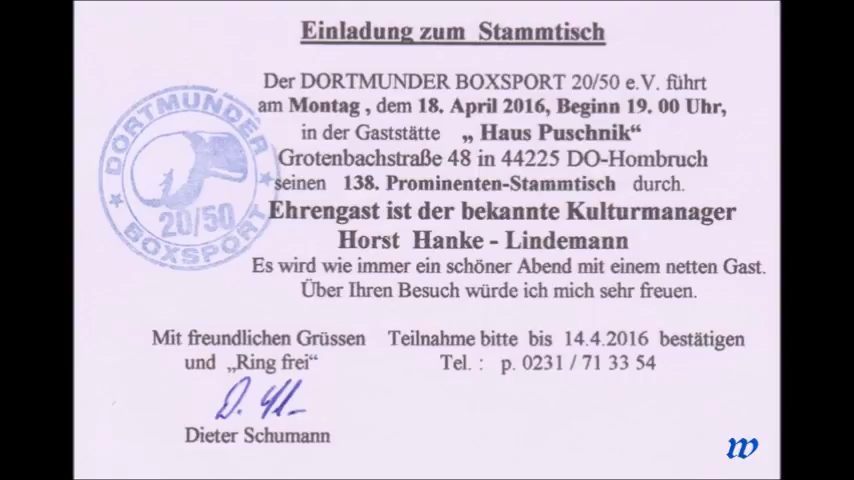 Einladung zum Stammtisch
Der DORTMUNDER BOXSPORT 20/50 e.V. führt
am Montag , dem 18. April 2016, Beginn 19. 00 Uhr,
in der Gaststätte „ Haus Puschnik“
Grotenbachstraße 48 in 44225 DO-Hombruch
seinen 138. Prominenten-Stammtisch durch.
Ehrengast ist der bekannte Kulturmanager
Horst Hanke - Lindemann
Es wird wie immer ein schöner Abend mit einem netten Gast.
Über Ihren Besuch würde ich mich sehr freuen.
DORTMUNDER
20/50
BOXSPORT
Mit freundlichen Grüssen
und „Ring frei“
Dieter Schumann
Teilnahme bitte bis 14.4.2016 bestätigen
Tel. : p. 0231 / 71 33 54
w